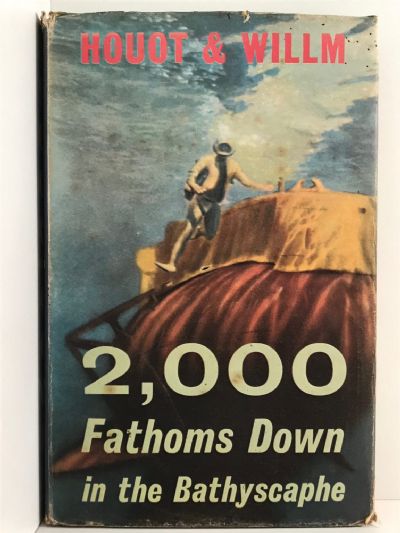 HOUOT & WILLM
2,000
Fathoms Down
in the Bathyscaphe